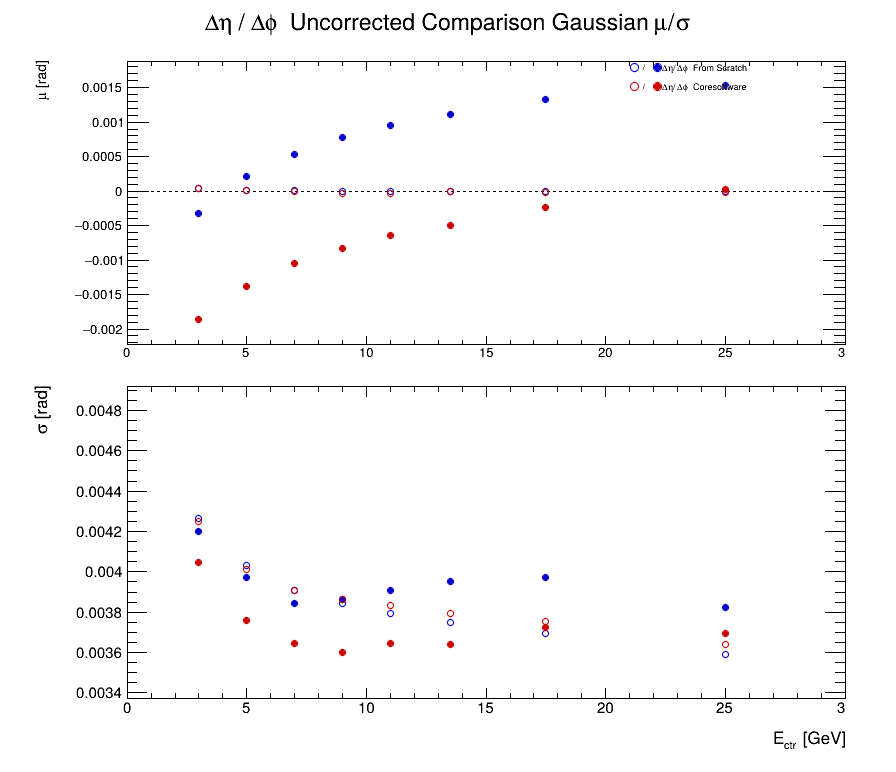 Δη / Δϕ Uncorrected Comparison Gaussian μ/σ
μ [rad]
/ Δη/Δϕ From Scratch
/ Δη/Δϕ Coresoftware
0.0015
0.001
0.0005
0
−0.0005
−0.001
−0.0015
−0.002
0 5 10 15 20 25 3
σ [rad]
0.0048
0.0046
0.0044
0.0042
0.004
0.0038
0.0036
0.0034
0 5 10 15 20 25 3
E_ctr [GeV]